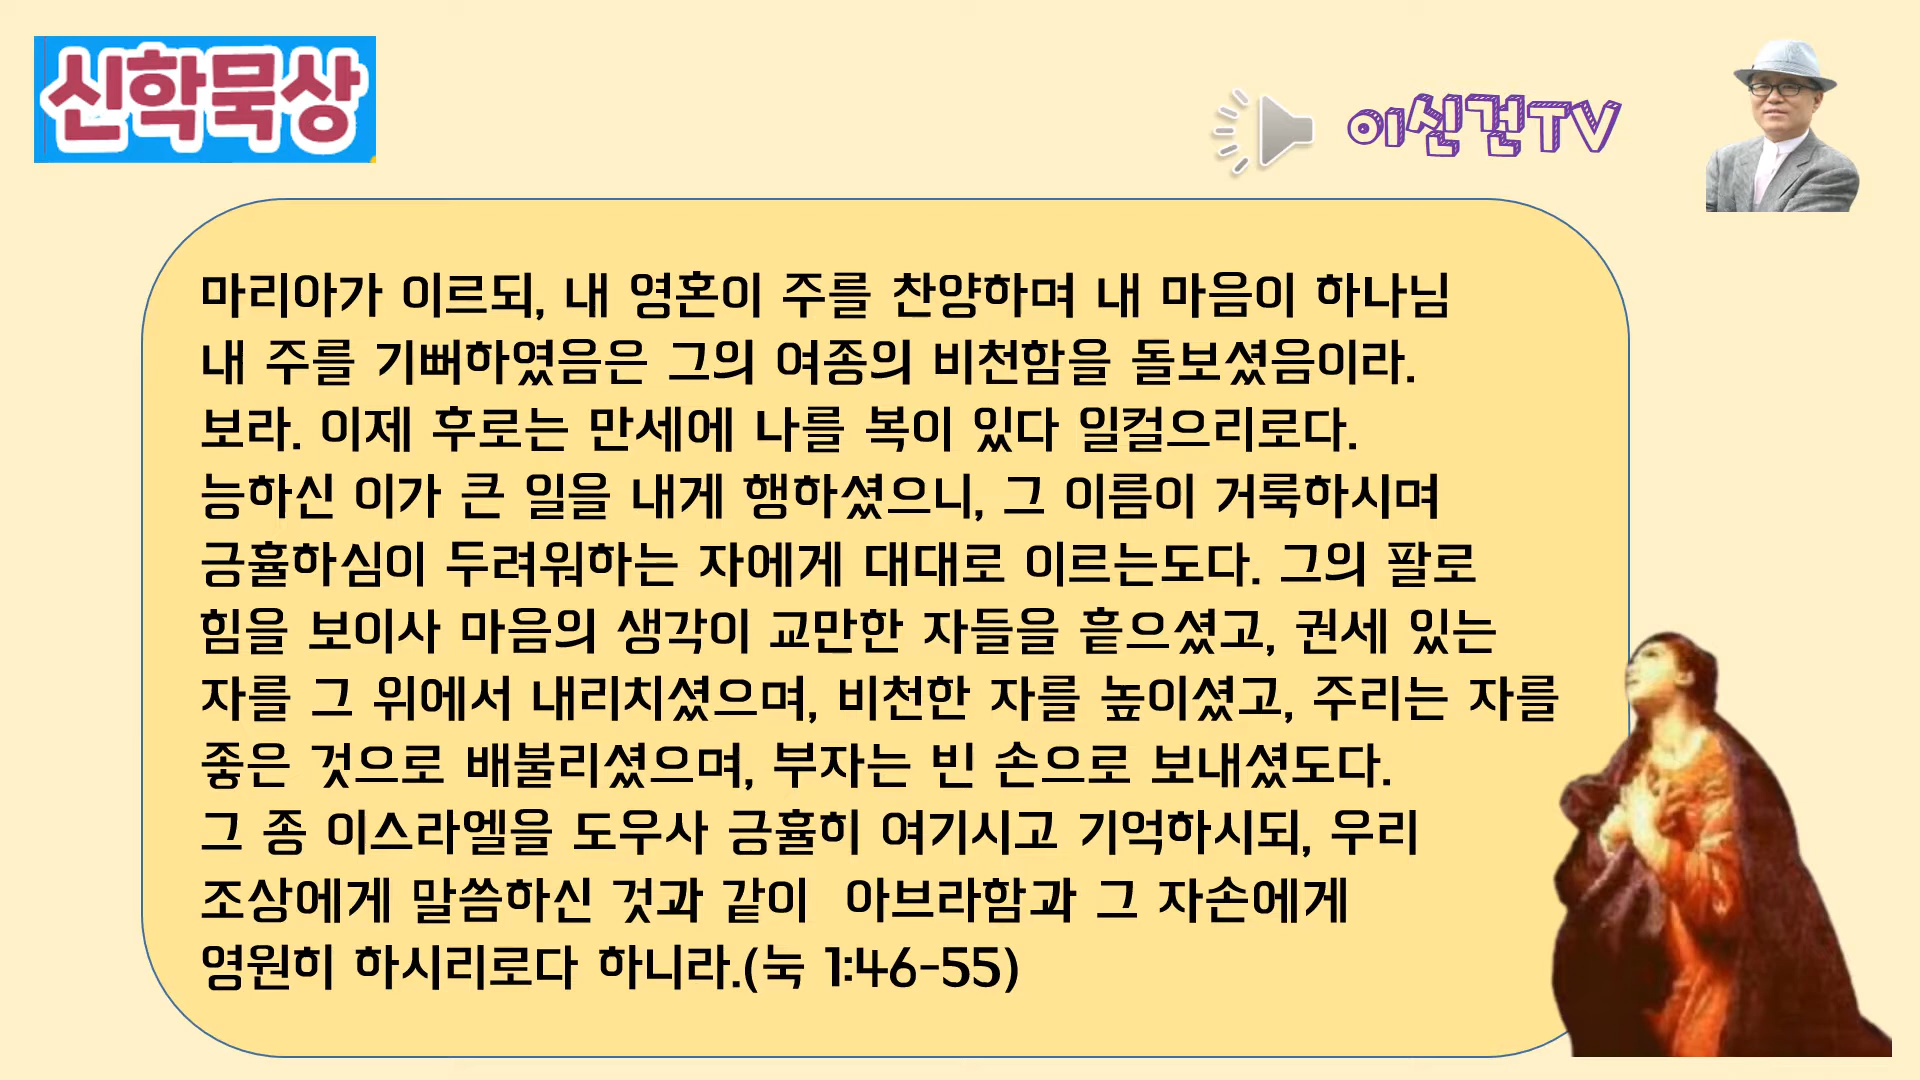 신학묵상
이신건TV
마리아가 이르되, 내 영혼이 주를 찬양하며 내 마음이 하나님
내 주를 기뻐하였음은 그의 여종의 비천함을 돌보셨음이라.
보라. 이제 후로는 만세에 나를 복이 있다 일컬으리로다.
능하신 이가 큰 일을 내게 행하셨으니, 그 이름이 거룩하시며
긍휼하심이 두려워하는 자에게 대대로 이르는도다. 그의 팔로
힘을 보이사 마음의 생각이 교만한 자들을 흩으셨고, 권세 있는
자를 그 위에서 내리치셨으며, 비천한 자를 높이셨고, 주리는 자를
좋은 것으로 배불리셨으며, 부자는 빈 손으로 보내셨도다.
그 종 이스라엘을 도우사 긍휼히 여기시고 기억하시되, 우리
조상에게 말씀하신 것과 같이  아브라함과 그 자손에게
영원히 하시리로다 하니라.(눅 1:46-55)